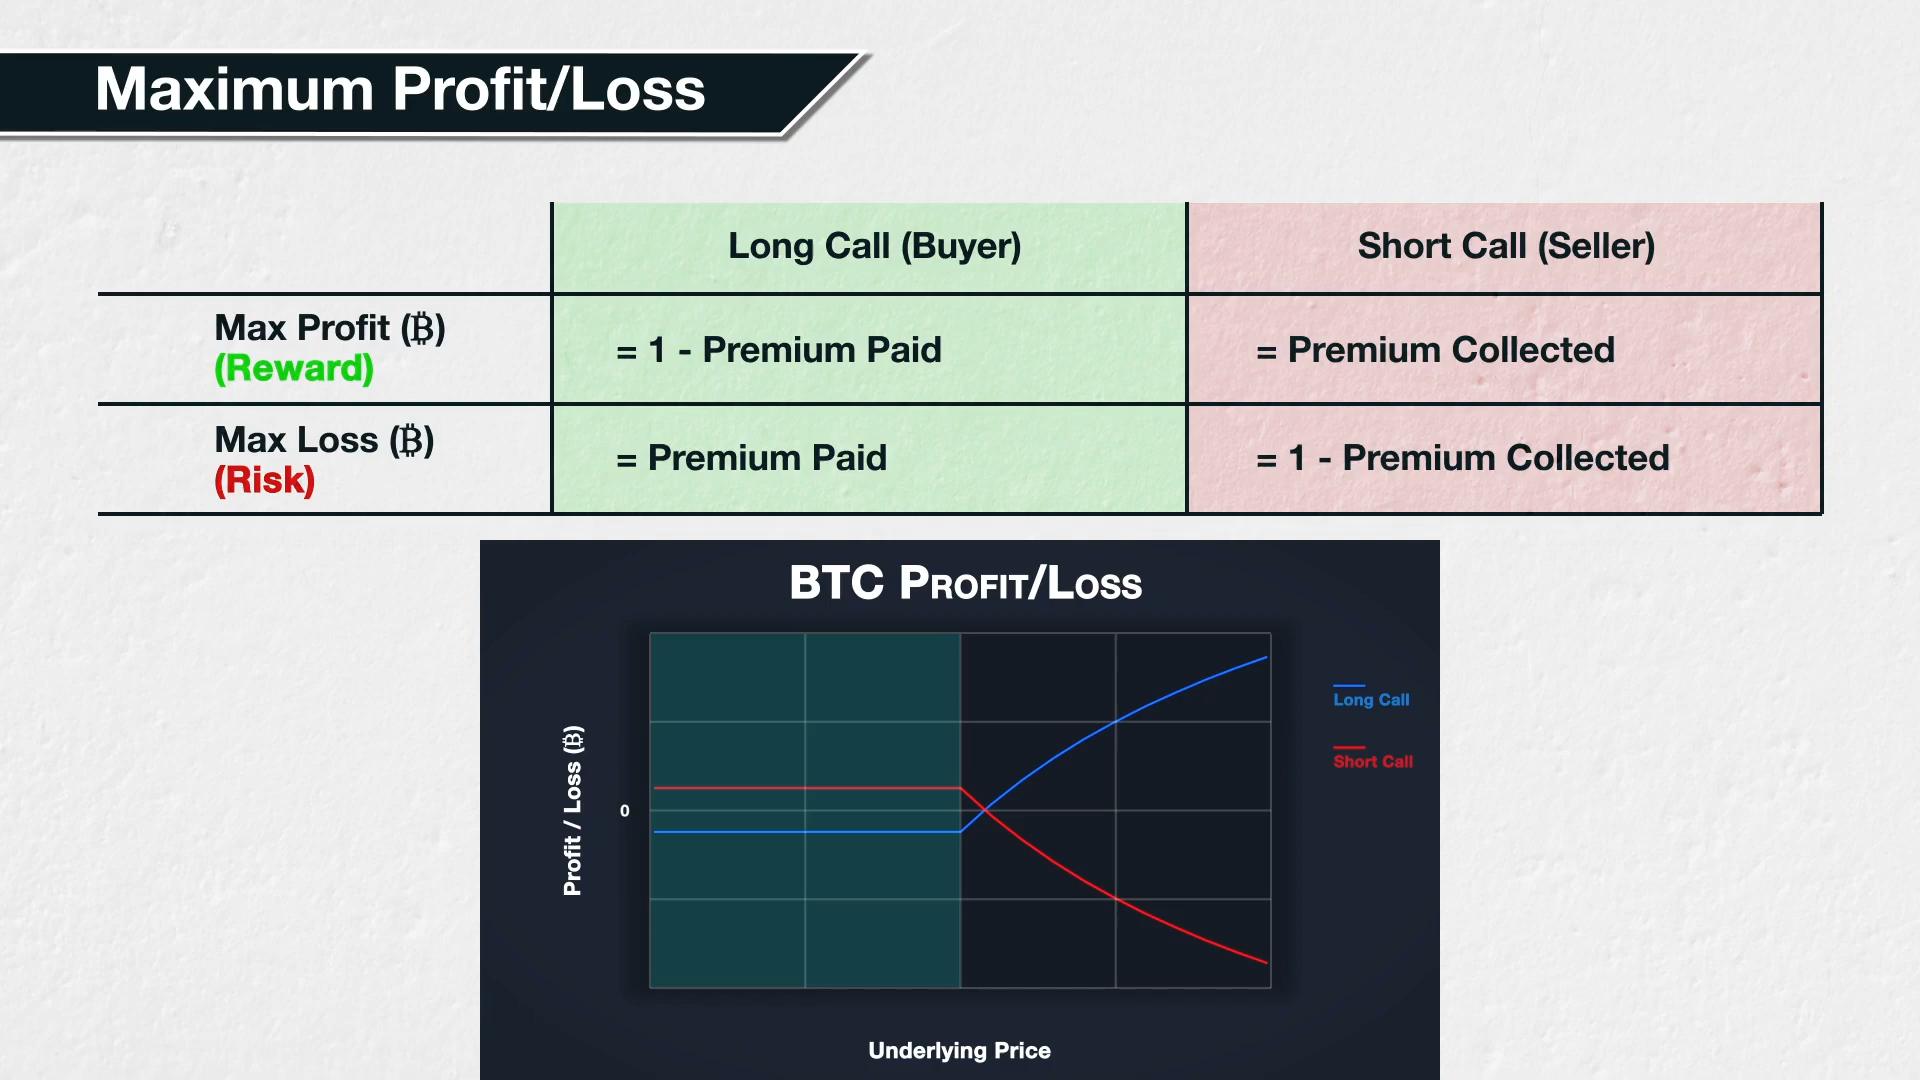 Maximum Profit/Loss
Long Call (Buyer)
Short Call (Seller)
Max Profit (₿)
(Reward)
= 1 - Premium Paid
= Premium Collected
Max Loss (₿)
(Risk)
= Premium Paid
= 1 - Premium Collected
BTC Profit/Loss
Profit / Loss (₿)
0
Long Call
Short Call
Underlying Price